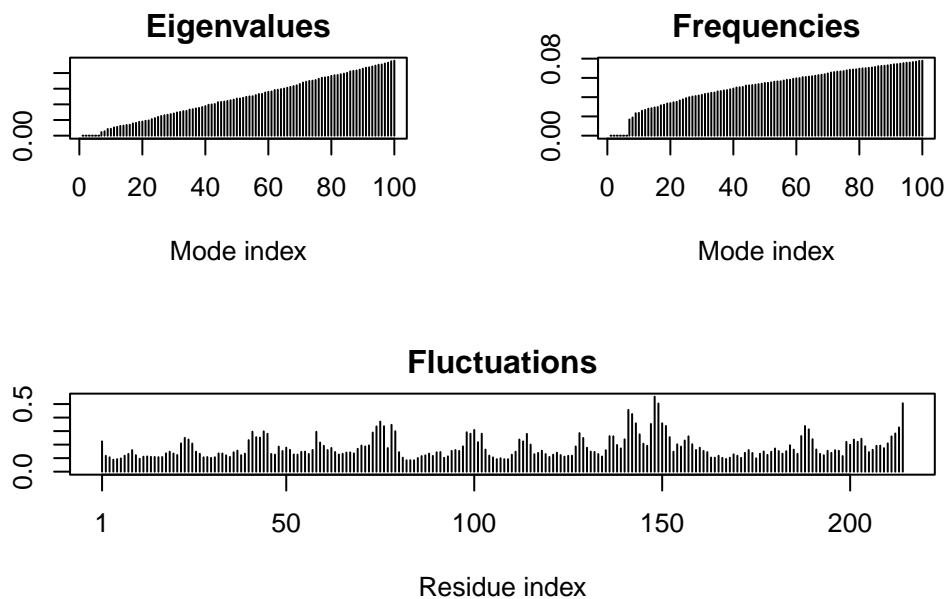 Eigenvalues
0.00
0 20 40 60 80 100
Mode index
Frequencies
0.00 0.08
0 20 40 60 80 100
Mode index
Fluctuations
0.0 0.5
1 50 100 150 200
Residue index